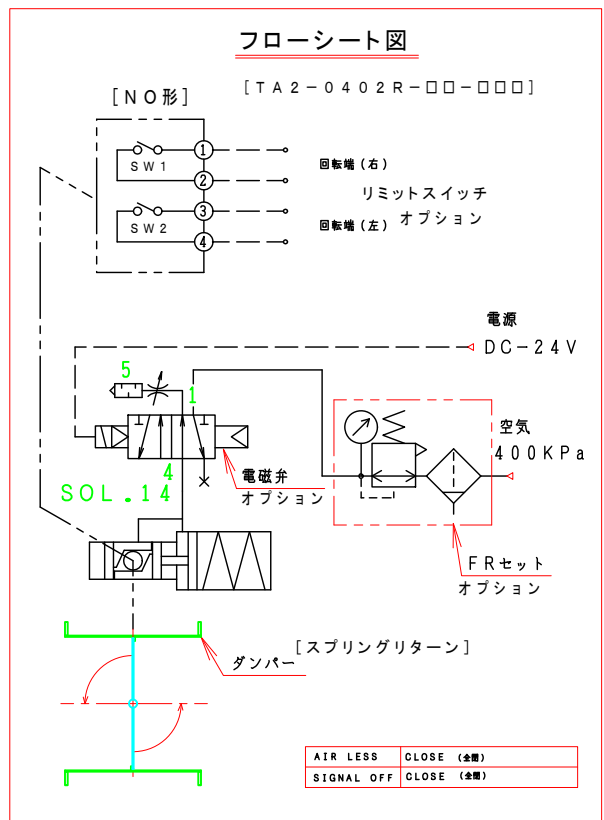 フローシート図
[TA2-0402R-□□-□□□]
[NO形]
1
SW1
2
回転端(右)
リミットスイッチ
オプション
3
SW2
4
回転端(左)
電源
DC-24V
5
1
空気
400KPa
4
電磁弁
オプション
SOL.14
FRセット
オプション
[スプリングリターン]
ダンパー
AIR LESS CLOSE (全閉)
SIGNAL OFF CLOSE (全閉)